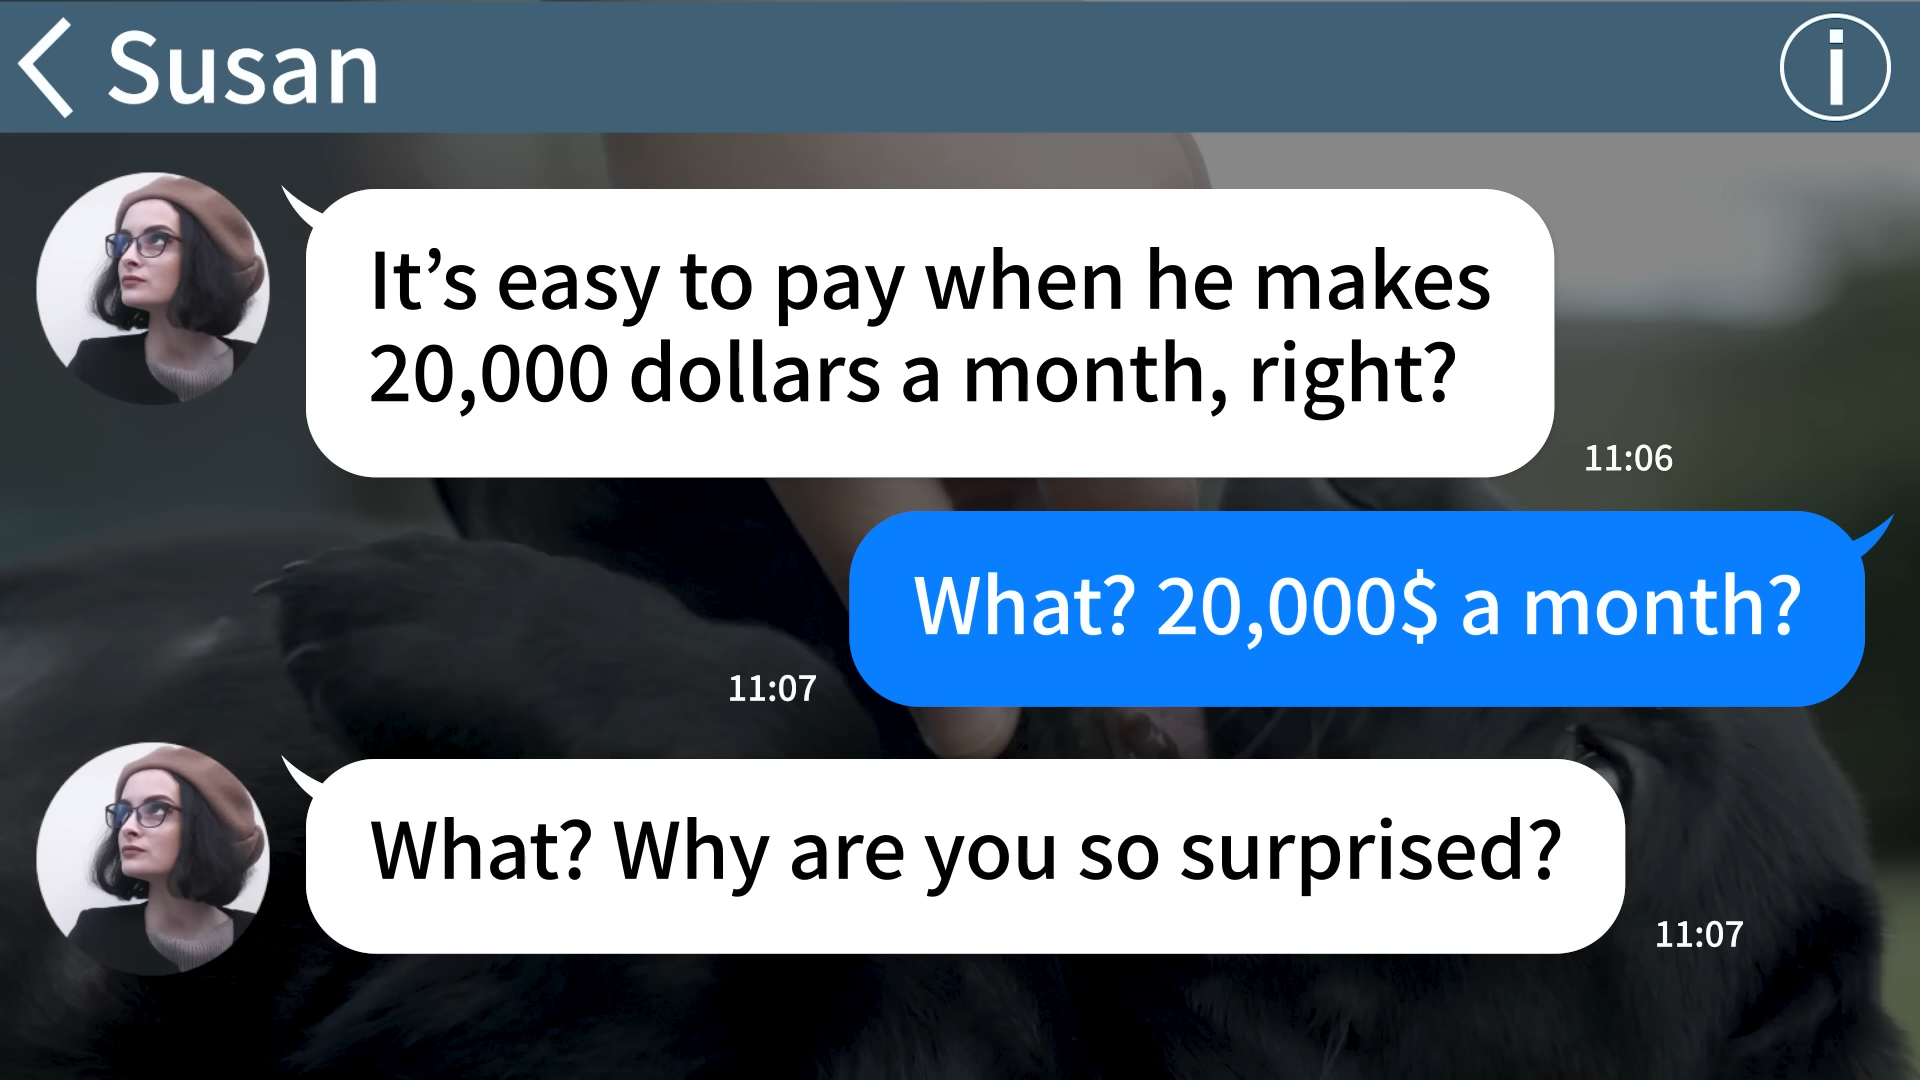 Susan
i
It’s easy to pay when he makes
20,000 dollars a month, right?
11:06
What? 20,000$ a month?
11:07
What? Why are you so surprised?
11:07